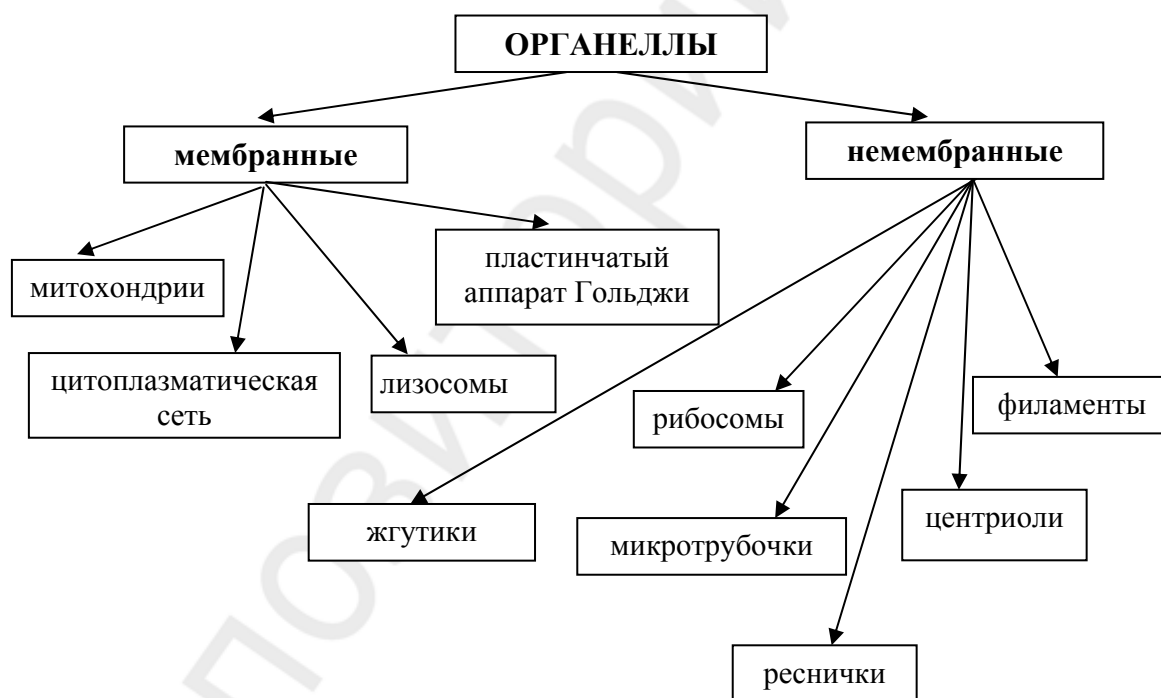 ОРГАНЕЛЛЫ
мембранные
немембранные
митохондрии
пластинчатый
аппарат Гольджи
цитоплазматическая
сеть
лизосомы
рибосомы
филаменты
жгутики
микротрубочки
центриоли
реснички